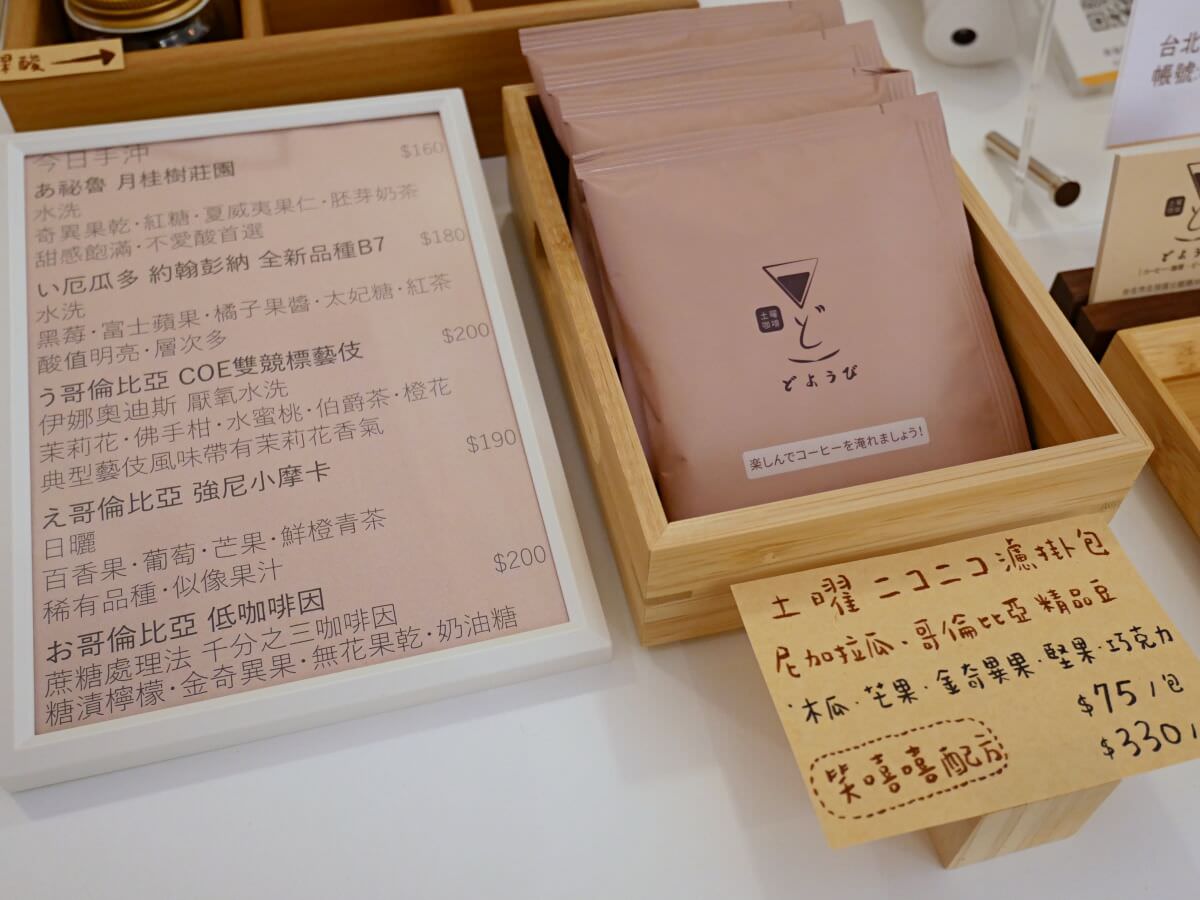 果酸 →
今日手沖
$160
あ祕魯 月桂樹莊園
水洗
奇異果乾·紅糖·夏威夷果仁·胚芽奶茶
甜感飽滿·不愛酸首選
い厄瓜多 約翰彭納 全新品種B7
$180
水洗
黑莓·富士蘋果·橘子果醬·太妃糖·紅茶
酸值明亮·層次多
う哥倫比亞 COE雙競標藝伎
$200
伊娜奧迪斯 厭氧水洗
茉莉花·佛手柑·水蜜桃·伯爵茶·橙花
典型藝伎風味帶有茉莉花香氣
え哥倫比亞 強尼小摩卡
$190
日曬
百香果·葡萄·芒果·鮮橙青茶
稀有品種·似像果汁
お哥倫比亞 低咖啡因
$200
蔗糖處理法 千分之三咖啡因
糖漬檸檬·金奇異果·無花果乾·奶油糖
土曜
咖啡
ど
どようび
楽しんでコーヒーを淹れましょう!
土曜 ニコニコ 濾掛包
尼加拉瓜·哥倫比亞 精品豆
·木瓜·芒果·金奇異果·堅果·巧克力
$75/包
$330/
笑嘻嘻配方
台北
帳號